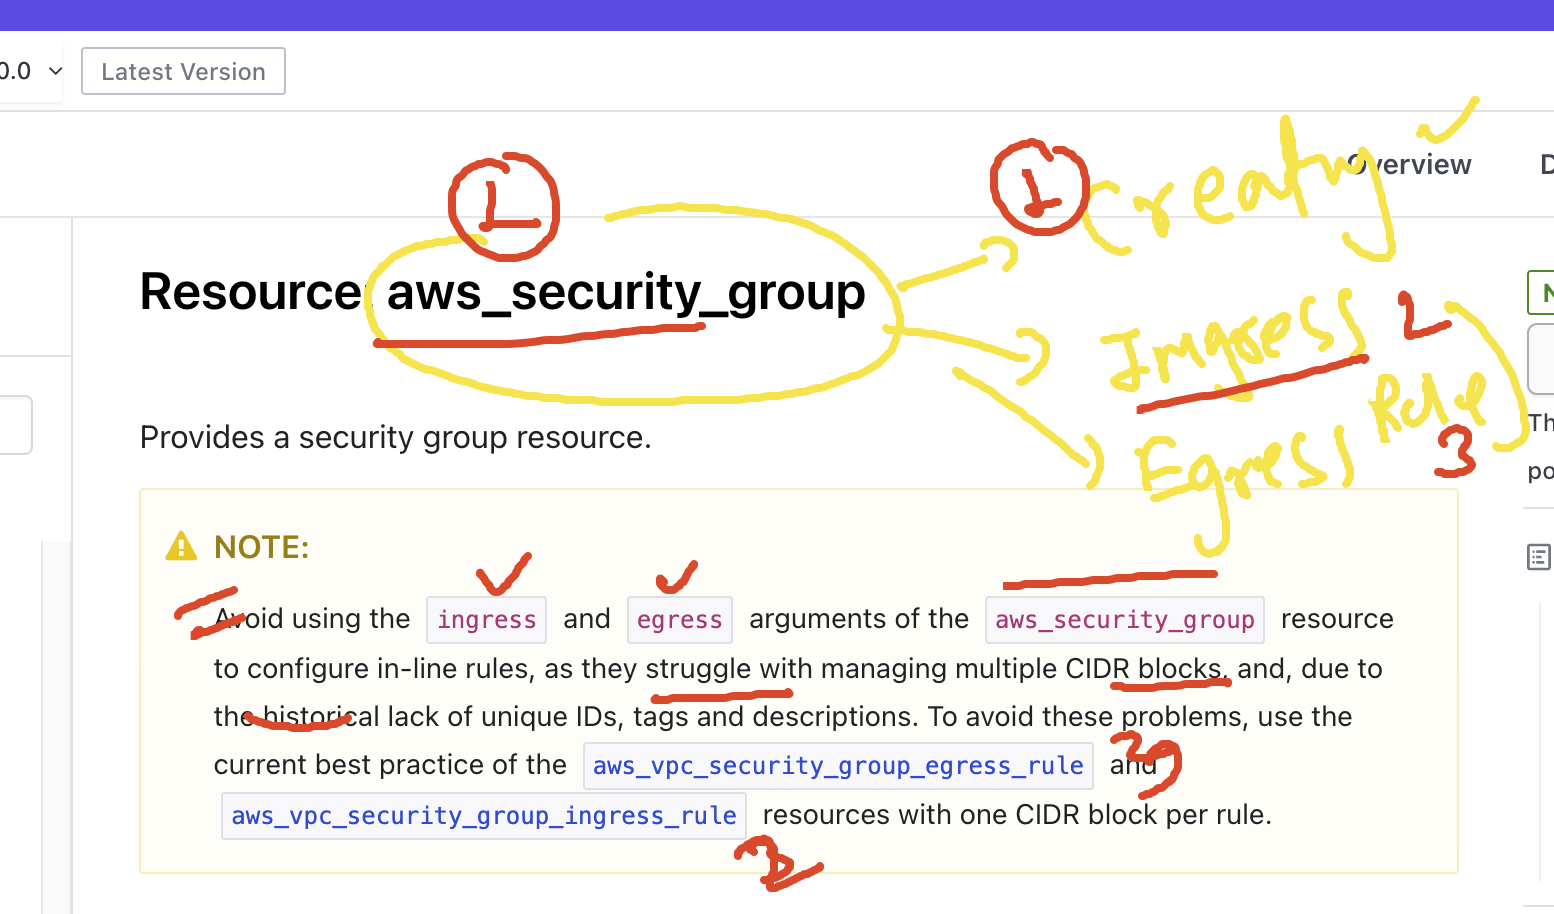 0.0 Latest Version
Overview D
1 1 Creating
Resource: aws_security_group
Ingress 2
Rule
3
Egress
Provides a security group resource.
Th
po
NOTE:
Avoid using the ingress and egress arguments of the aws_security_group resource
to configure in-line rules, as they struggle with managing multiple CIDR blocks, and, due to
the historical lack of unique IDs, tags and descriptions. To avoid these problems, use the
current best practice of the aws_vpc_security_group_egress_rule and
aws_vpc_security_group_ingress_rule resources with one CIDR block per rule.
2